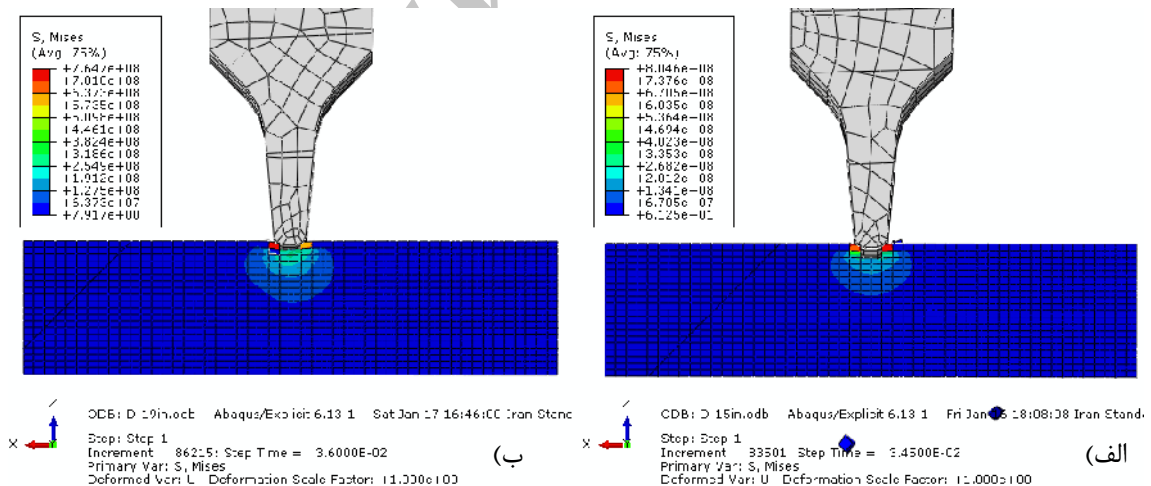 S, Mises
(Avg: 75%)
+7.647e+08
+7.010e+08
+6.373e+08
+5.735e+08
+5.098e+08
+4.461e+08
+3.824e+08
+3.186e+08
+2.549e+08
+1.912e+08
+1.275e+08
+6.373e+07
+7.917e+00
ODB: D-19in.odb Abaqus/Explicit 6.13-1 Sat Jan 17 16:46:00 Iran Stanc
Step: Step-1
Increment 86215: Step Time = 3.6000E-02
Primary Var: S, Mises
Deformed Var: U Deformation Scale Factor: +1.000e+00
X
ب)
S, Mises
(Avg: 75%)
+8.046e+08
+7.376e+08
+6.705e+08
+6.035e+08
+5.364e+08
+4.694e+08
+4.023e+08
+3.353e+08
+2.682e+08
+2.012e+08
+1.341e+08
+6.705e+07
ODB: D-15in.odb Abaqus/Explicit 6.13-1 Fri 18:08:38 Iran Stand
Step: Step-1
Increment 83501 Step Time = 3.4500E-02
Primary Var: S, Mises
Deformed Var: U Deformation Scale Factor: +1.000e+00
X
الف)